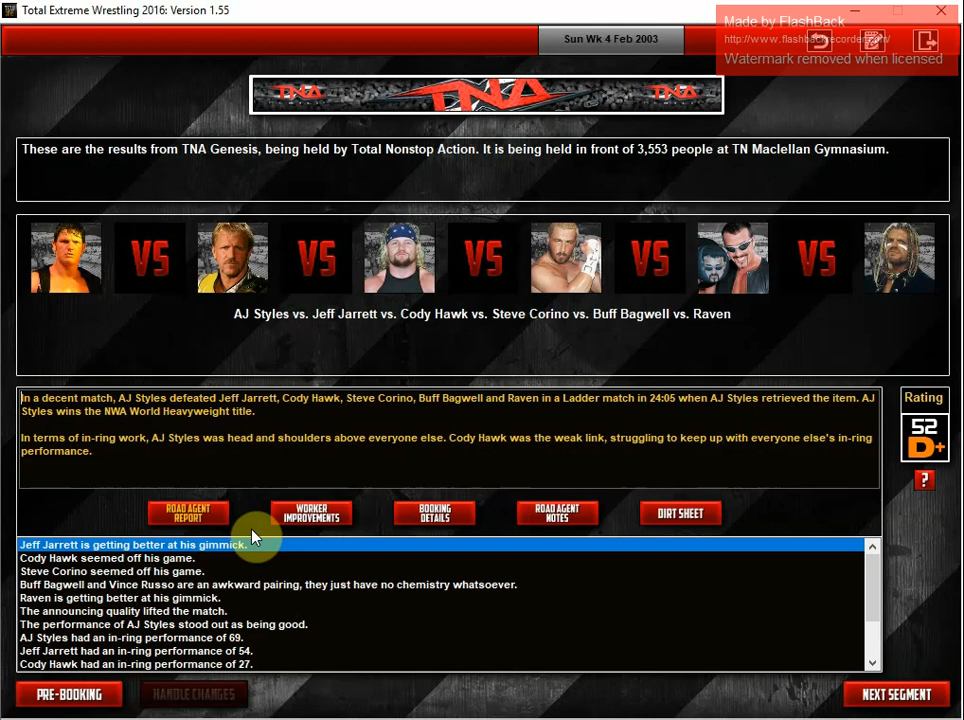 Total Extreme Wrestling 2016: Version 1.55
Made by FlashBack
http://www.flashbackrecorder.com/
Watermark removed when licensed
Sun Wk 4 Feb 2003
TNA TNA TNA
These are the results from TNA Genesis, being held by Total Nonstop Action. It is being held in front of 3,553 people at TN Maclellan Gymnasium.
VS VS VS VS VS
AJ Styles vs. Jeff Jarrett vs. Cody Hawk vs. Steve Corino vs. Buff Bagwell vs. Raven
In a decent match, AJ Styles defeated Jeff Jarrett, Cody Hawk, Steve Corino, Buff Bagwell and Raven in a Ladder match in 24:05 when AJ Styles retrieved the item. AJ
Styles wins the NWA World Heavyweight title.
In terms of in-ring work, AJ Styles was head and shoulders above everyone else. Cody Hawk was the weak link, struggling to keep up with everyone else's in-ring
performance.
Rating
52
D+
?
ROAD AGENT
REPORT
WORKER
IMPROVEMENTS
BOOKING
DETAILS
ROAD AGENT
NOTES
DIRT SHEET
Jeff Jarrett is getting better at his gimmick.
Cody Hawk seemed off his game.
Steve Corino seemed off his game.
Buff Bagwell and Vince Russo are an awkward pairing, they just have no chemistry whatsoever.
Raven is getting better at his gimmick.
The announcing quality lifted the match.
The performance of AJ Styles stood out as being good.
AJ Styles had an in-ring performance of 69.
Jeff Jarrett had an in-ring performance of 54.
Cody Hawk had an in-ring performance of 27.
PRE-BOOKING
HANDLE CHANGES
NEXT SEGMENT